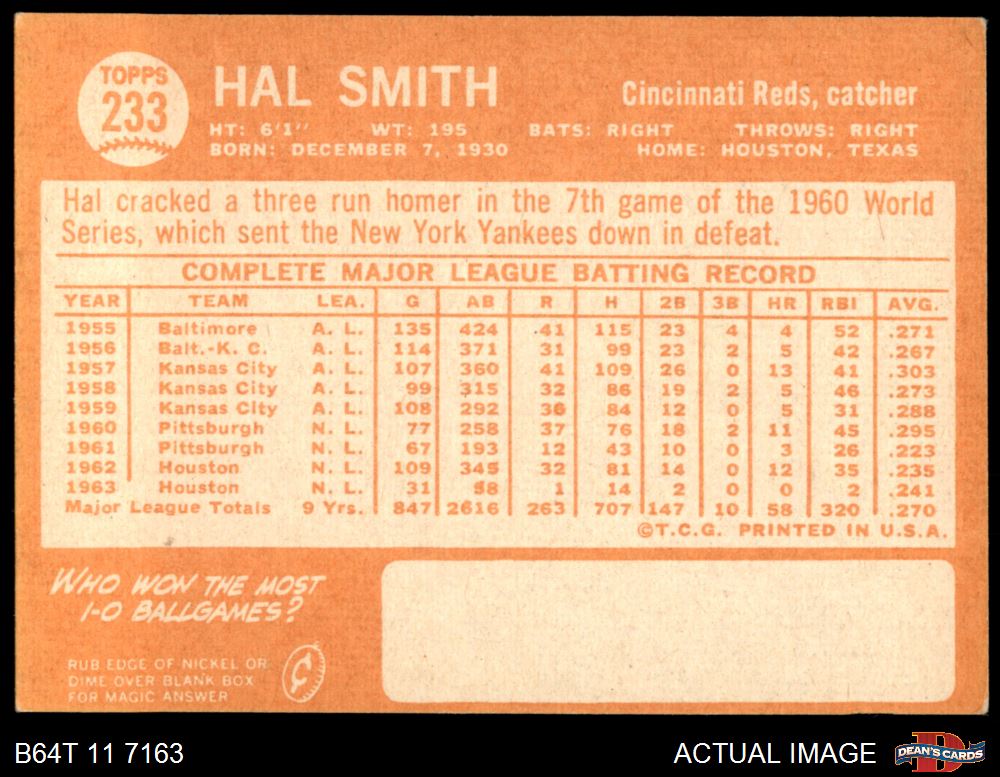 TOPPS
233
HAL SMITH
Cincinnati Reds, catcher
HT: 6'1" WT: 195 BATS: RIGHT THROWS: RIGHT
BORN: DECEMBER 7, 1930 HOME: HOUSTON, TEXAS
Hal cracked a three run homer in the 7th game of the 1960 World
Series, which sent the New York Yankees down in defeat.
COMPLETE MAJOR LEAGUE BATTING RECORD
YEAR TEAM LEA. G AB R H 2B 3B HR RBI AVG.
1955 Baltimore A. L. 135 424 41 115 23 4 4 52 .271
1956 Balt.-K. C. A. L. 114 371 31 99 23 2 5 42 .267
1957 Kansas City A. L. 107 360 41 109 26 0 13 41 .303
1958 Kansas City A. L. 99 315 32 86 19 2 5 46 .273
1959 Kansas City A. L. 108 292 36 84 12 0 5 31 .288
1960 Pittsburgh N. L. 77 258 37 76 18 2 11 45 .295
1961 Pittsburgh N. L. 67 193 12 43 10 0 3 26 .223
1962 Houston N. L. 109 345 32 81 14 0 12 35 .235
1963 Houston N. L. 31 58 1 14 2 0 0 2 .241
Major League Totals 9 Yrs. 847 2616 263 707 147 10 58 320 .270
©T.C.G. PRINTED IN U.S.A.
WHO WON THE MOST
1-0 BALLGAMES?
RUB EDGE OF NICKEL OR
DIME OVER BLANK BOX
FOR MAGIC ANSWER
¢
B64T 11 7163
ACTUAL IMAGE
D
DEAN'S CARDS